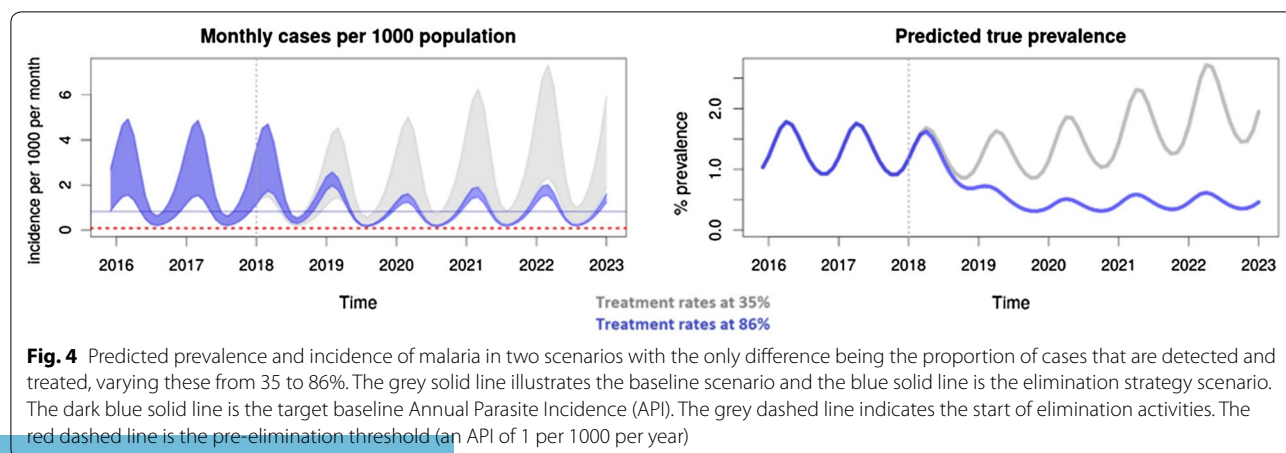 Monthly cases per 1000 population
incidence per 1000 per month
6
4
2
0
2016 2017 2018 2019 2020 2021 2022 2023
Time
Predicted true prevalence
% prevalence
2.0
1.0
0.0
2016 2017 2018 2019 2020 2021 2022 2023
Time
Treatment rates at 35%
Treatment rates at 86%
Fig. 4 Predicted prevalence and incidence of malaria in two scenarios with the only difference being the proportion of cases that are detected and
treated, varying these from 35 to 86%. The grey solid line illustrates the baseline scenario and the blue solid line is the elimination strategy scenario.
The dark blue solid line is the target baseline Annual Parasite Incidence (API). The grey dashed line indicates the start of elimination activities. The
red dashed line is the pre-elimination threshold (an API of 1 per 1000 per year)